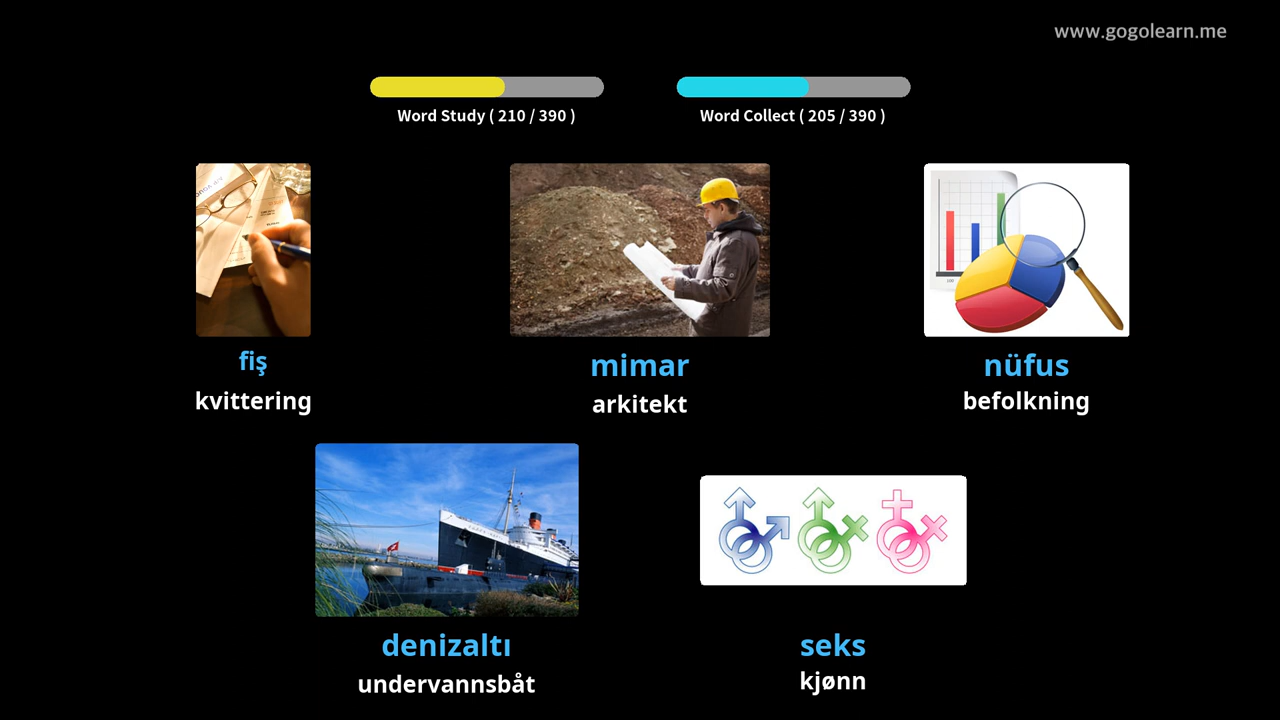 www.gogolearn.me
Word Study ( 210 / 390 )
Word Collect ( 205 / 390 )
fiş
kvittering
mimar
arkitekt
nüfus
befolkning
denizaltı
undervannsbåt
seks
kjønn